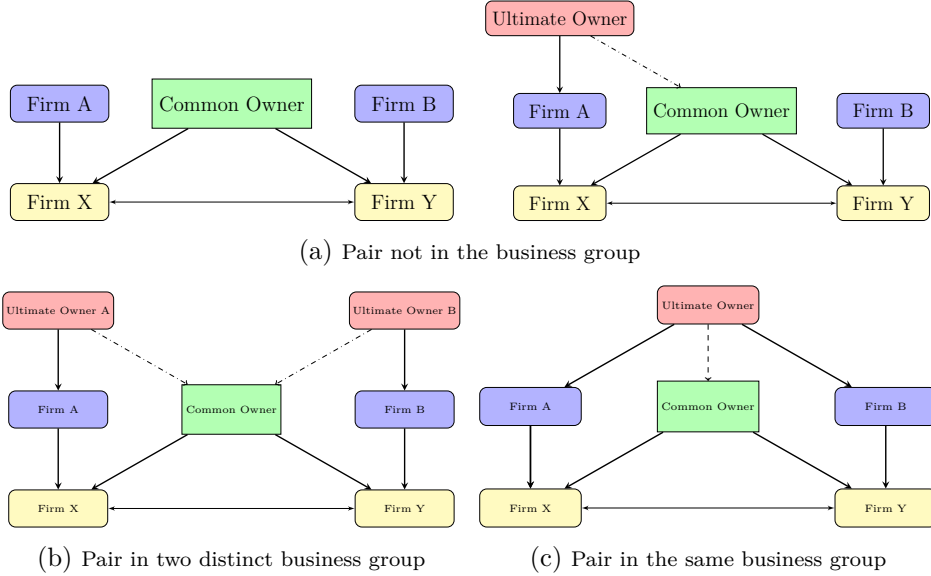 Ultimate Owner
Firm A
Common Owner
Firm B
Firm A
Common Owner
Firm B
Firm X
Firm Y
Firm X
Firm Y
(a) Pair not in the business group
Ultimate Owner A
Ultimate Owner B
Ultimate Owner
Firm A
Common Owner
Firm B
Firm A
Common Owner
Firm B
Firm X
Firm Y
Firm X
Firm Y
(b) Pair in two distinct business group
(c) Pair in the same business group